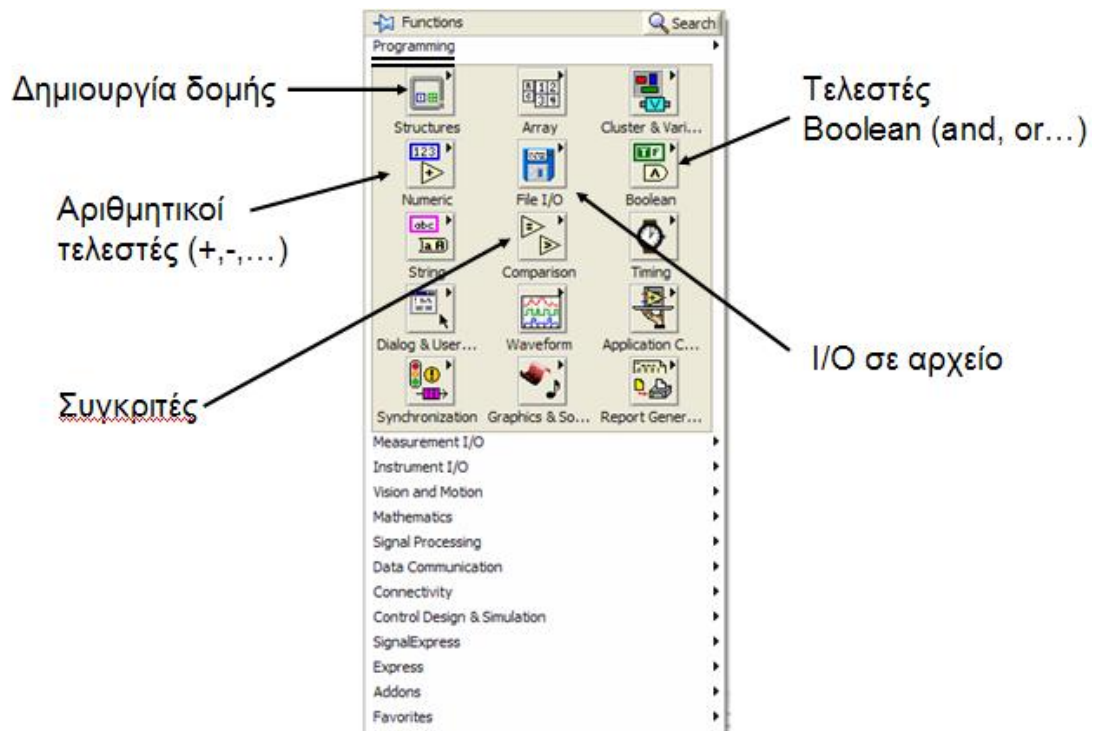 Functions
Search
Programming
Δημιουργία δομής
Τελεστές
Boolean (and, or…)
Structures
Array
Cluster & Vari...
Αριθμητικοί
τελεστές (+,-,…)
Numeric
File I/O
Boolean
String
Comparison
Timing
Dialog & User...
Waveform
Application C...
I/O σε αρχείο
Συγκριτές
Synchronization
Graphics & So...
Report Gener...
Measurement I/O
Instrument I/O
Vision and Motion
Mathematics
Signal Processing
Data Communication
Connectivity
Control Design & Simulation
SignalExpress
Express
Addons
Favorites